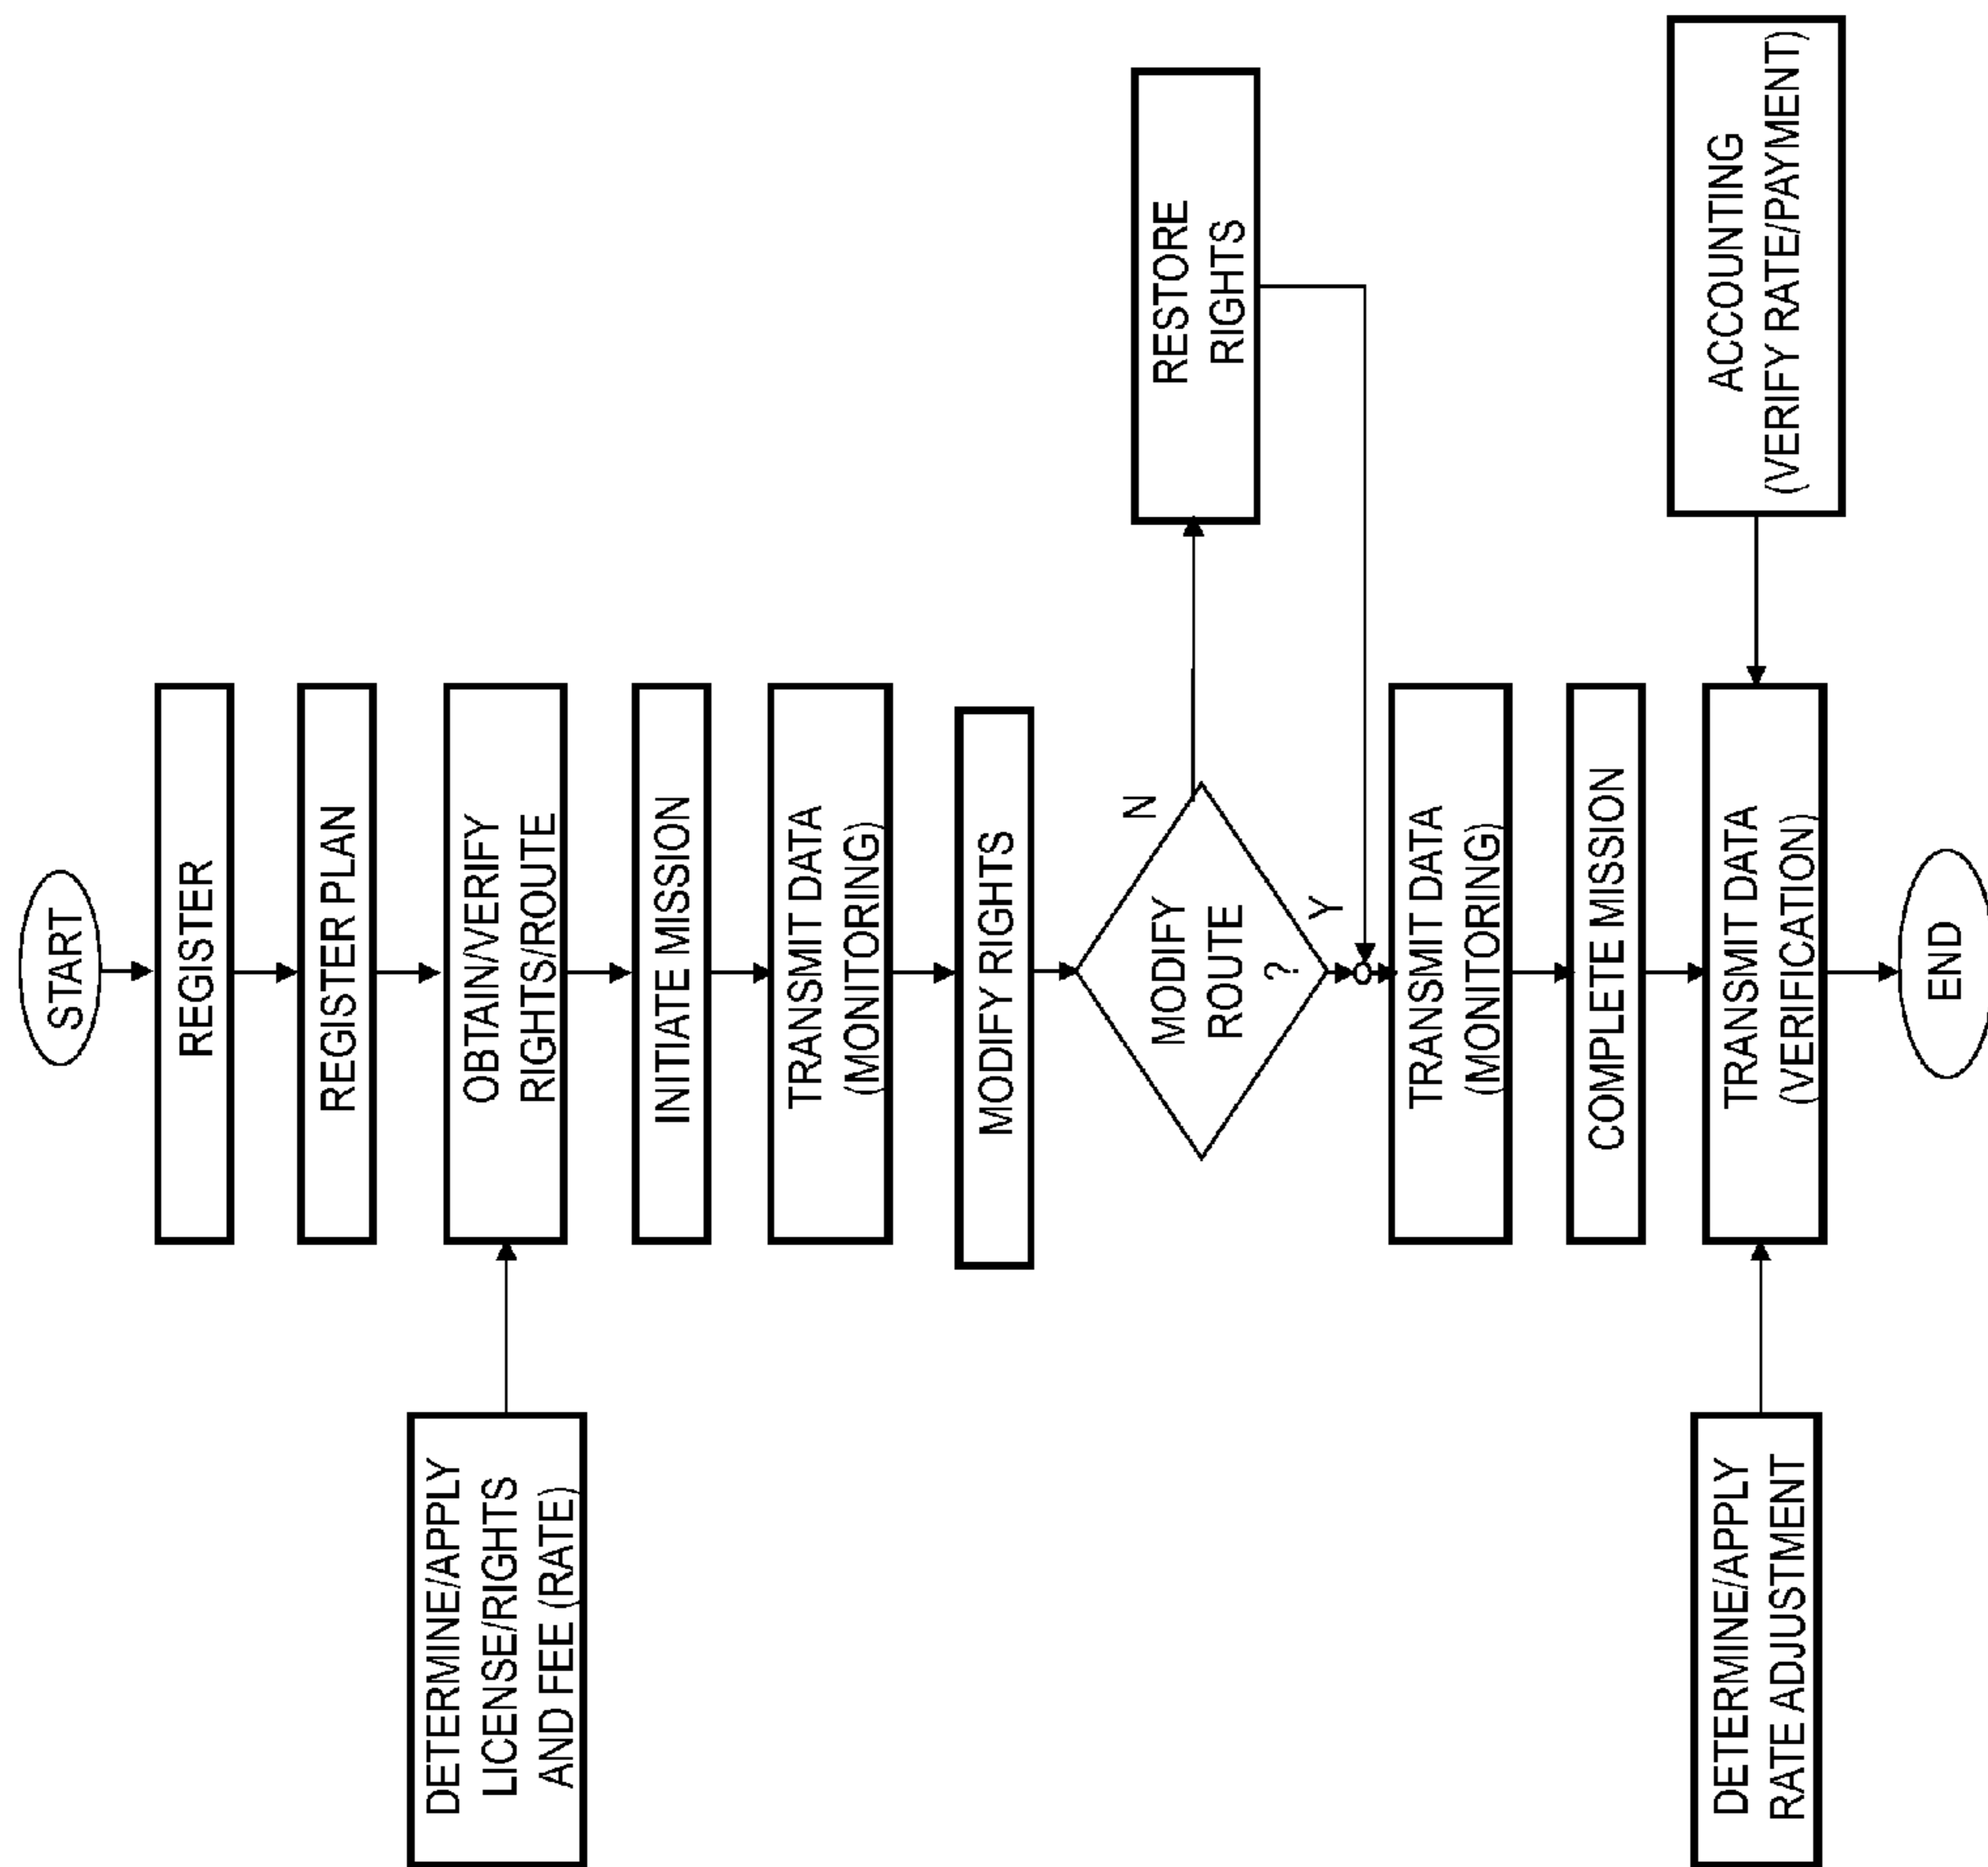 START
REGISTER
REGISTER PLAN
DETERMINE/APPLY
LICENSE/RIGHTS
AND FEE (RATE)
OBTAIN/VERIFY
RIGHTS/ROUTE
INITIATE MISSION
TRANSMIT DATA
(MONITORING)
MODIFY RIGHTS
MODIFY
ROUTE
?
N
Y
RESTORE
RIGHTS
TRANSMIT DATA
(MONITORING)
COMPLETE MISSION
DETERMINE/APPLY
RATE ADJUSTMENT
TRANSMIT DATA
(VERIFICATION)
ACCOUNTING
(VERIFY RATE/PAYMENT)
END